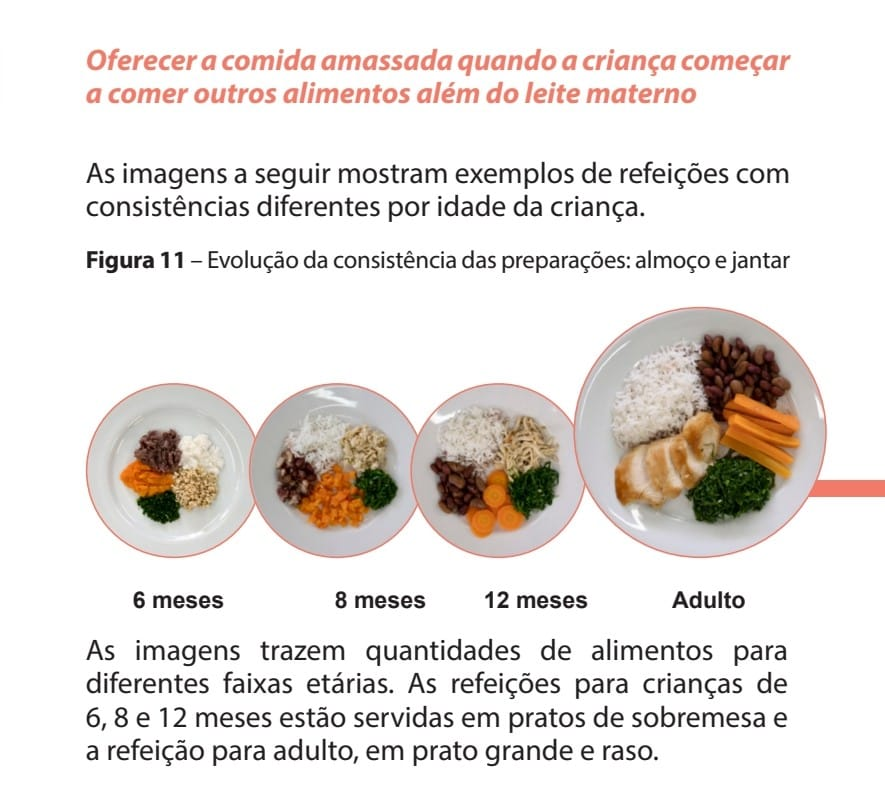 Oferecer a comida amassada quando a criança começar
a comer outros alimentos além do leite materno
As imagens a seguir mostram exemplos de refeições com
consistências diferentes por idade da criança.
Figura 11 – Evolução da consistência das preparações: almoço e jantar
6 meses
8 meses
12 meses
Adulto
As imagens trazem quantidades de alimentos para
diferentes faixas etárias. As refeições para crianças de
6, 8 e 12 meses estão servidas em pratos de sobremesa e
a refeição para adulto, em prato grande e raso.